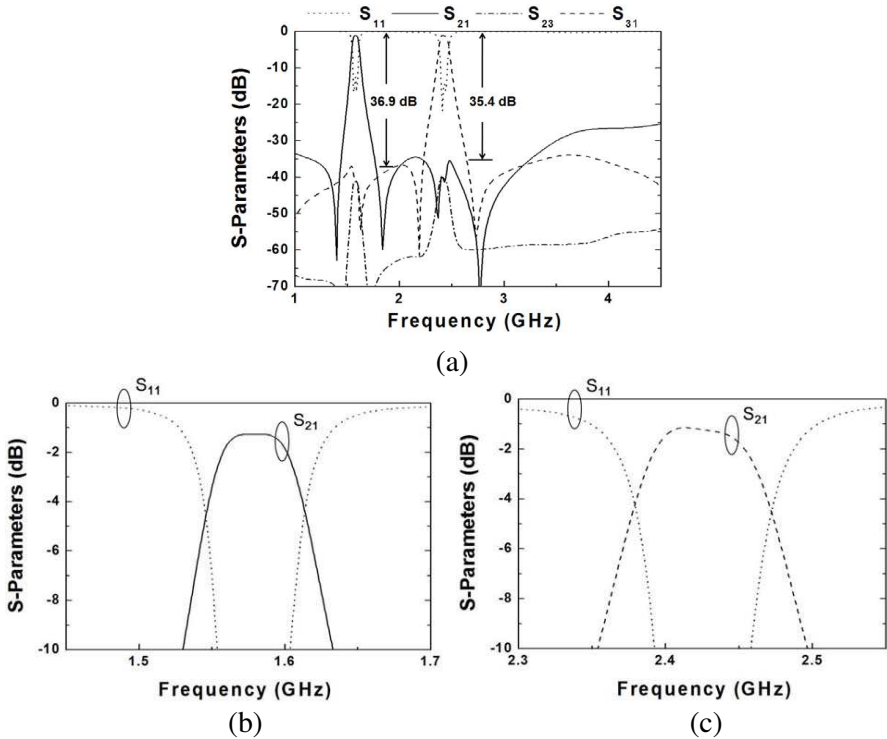 S11 S21 S23 S31
0
-10
-20
-30
-40
-50
-60
-70
S-Parameters (dB)
36.9 dB
35.4 dB
1 2 3 4
Frequency (GHz)
(a)
S11
S21
0
-2
-4
-6
-8
-10
S-Parameters (dB)
1.5 1.6 1.7
Frequency (GHz)
(b)
S11
S21
0
-2
-4
-6
-8
-10
S-Parameters (dB)
2.3 2.4 2.5
Frequency (GHz)
(c)